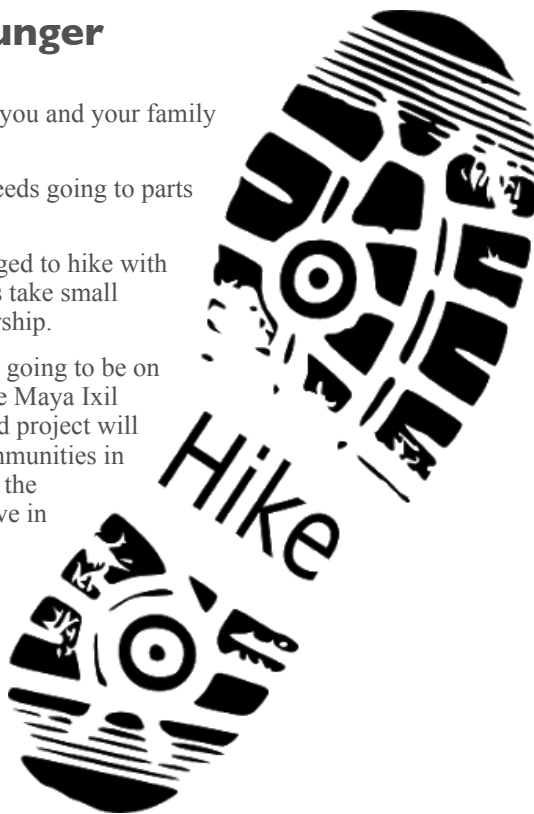 unger
you and your family
eeds going to parts
ged to hike with
s take small
rship.
going to be on
e Maya Ixil
d project will
mmunities in
the
ve in
Hike